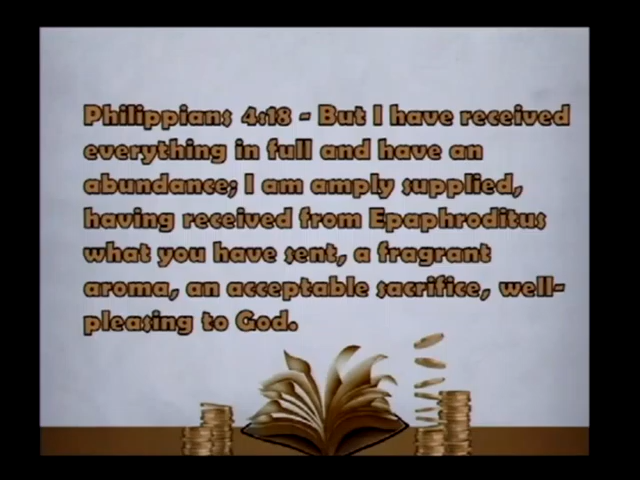 Philippians 4:18 - But I have received
everything in full and have an
abundance; I am amply supplied,
having received from Epaphroditus
what you have sent, a fragrant
aroma, an acceptable sacrifice, well-
pleasing to God.